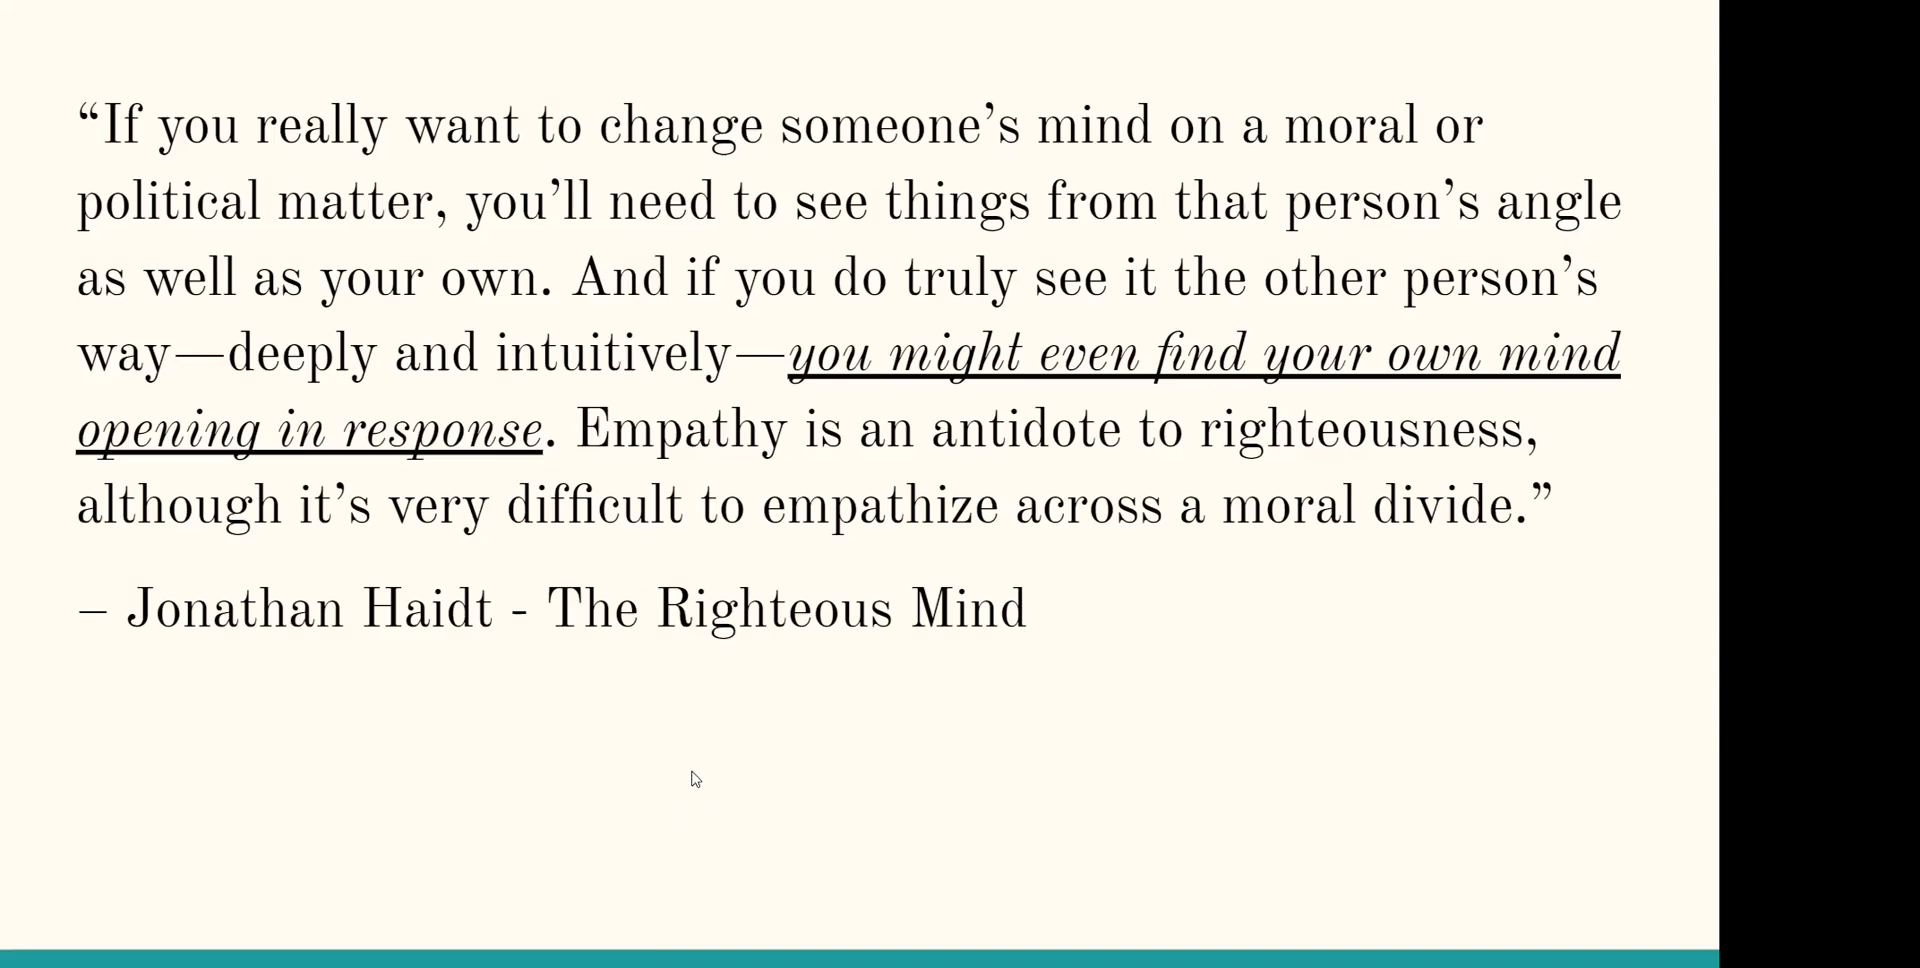 “If you really want to change someone’s mind on a moral or
political matter, you’ll need to see things from that person’s angle
as well as your own. And if you do truly see it the other person’s
way—deeply and intuitively—you might even find your own mind
opening in response. Empathy is an antidote to righteousness,
although it’s very difficult to empathize across a moral divide.”
– Jonathan Haidt - The Righteous Mind